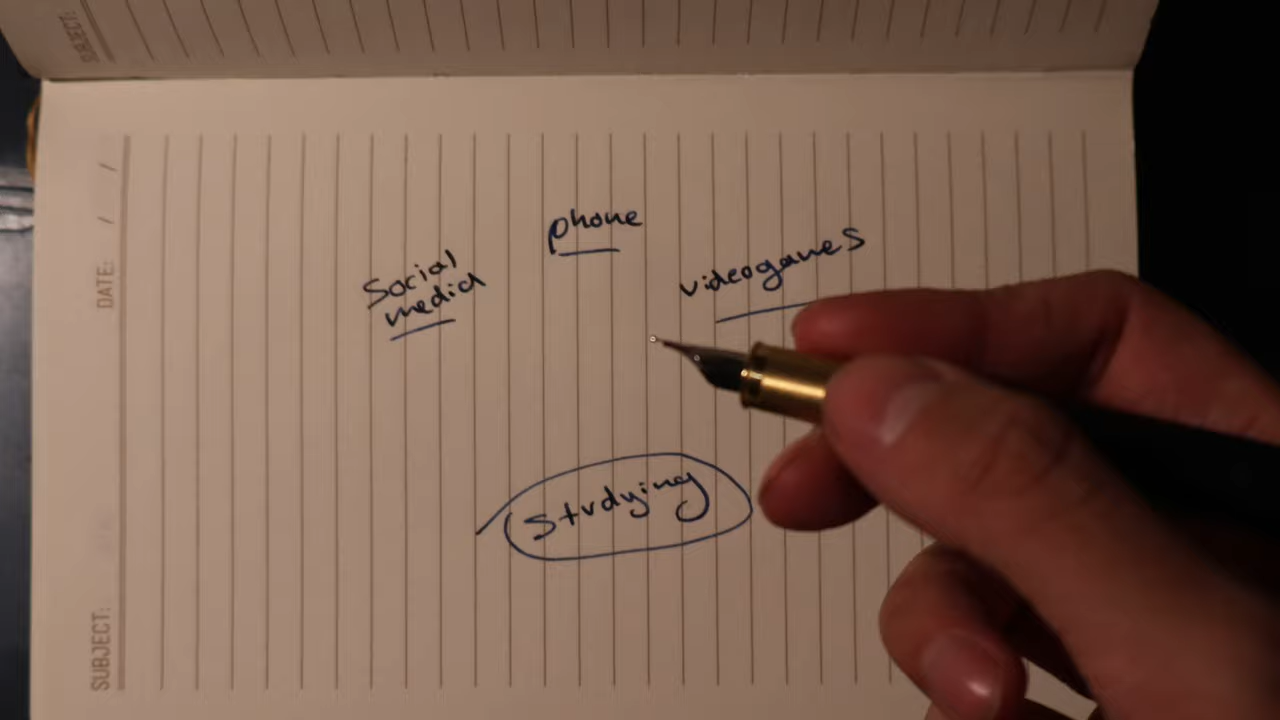 SUBJECT:
DATE: / /
SUBJECT:
phone
Social
media
videogames
studying